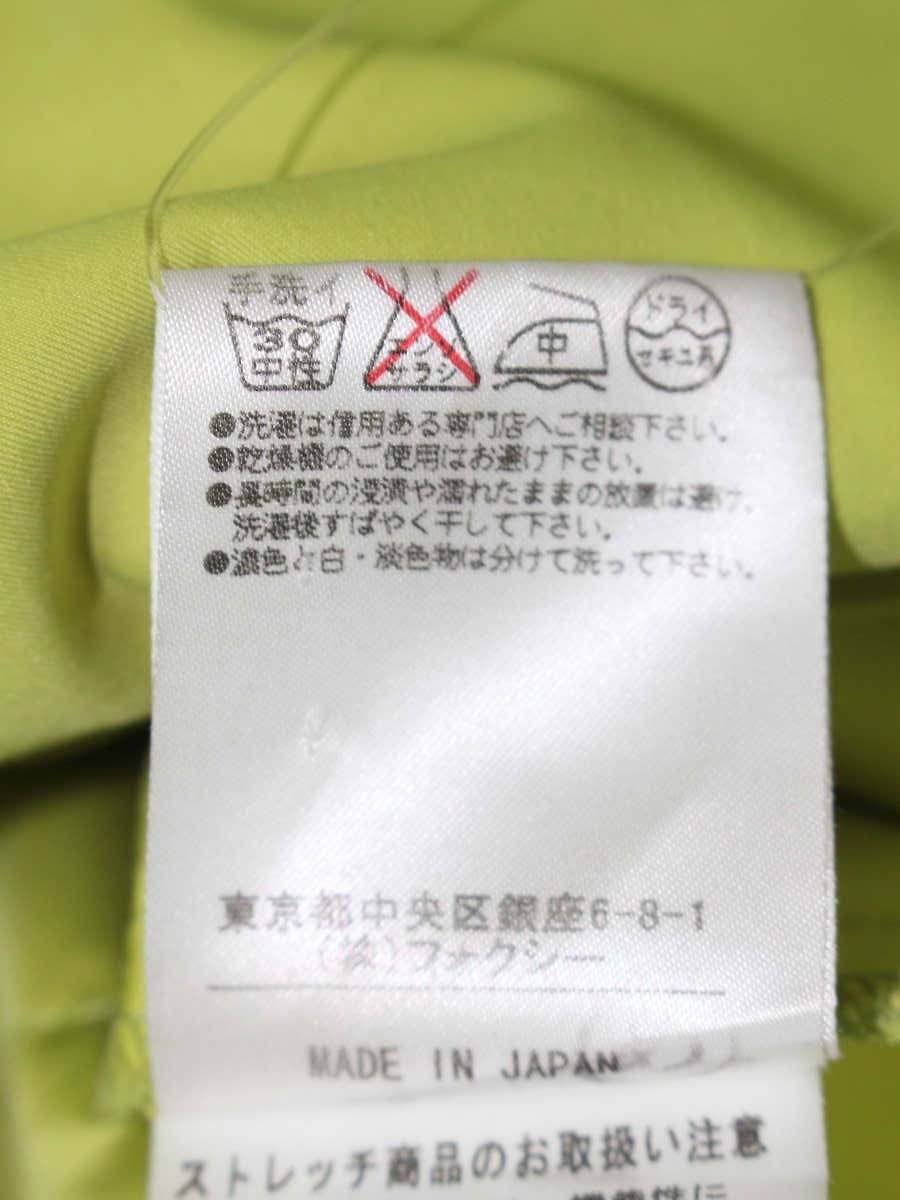 手洗イ
30
中性
エンソ
サラシ
中
ドライ
セキユ系
●洗濯は信用ある専門店へご相談下さい。
●乾燥機のご使用はお避け下さい。
●長時間の浸漬や濡れたままの放置は避け、
洗濯後すばやく干して下さい。
●濃色と白・淡色物は分けて洗って下さい。
東京都中央区銀座6-8-1
(株)フォクシー
MADE IN JAPAN
ストレッチ商品のお取扱い注意